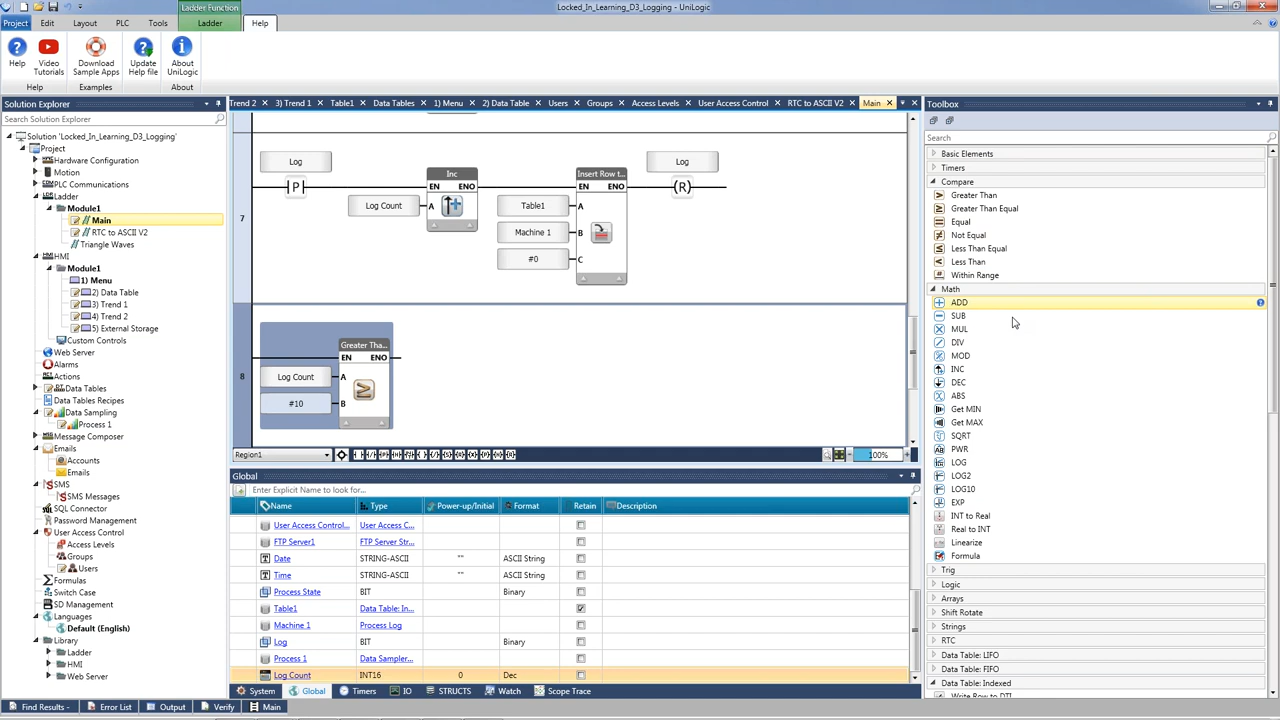 Ladder Function
Locked_In_Learning_D3_Logging - UniLogic
Project Edit Layout PLC Tools Ladder Help
Help Video Tutorials Download Sample Apps Update Help file About UniLogic
Help Examples About
Solution Explorer
Search Solution Explorer
Solution 'Locked_In_Learning_D3_Logging'
Project
Hardware Configuration
Motion
PLC Communications
Ladder
Module1
Main
RTC to ASCII V2
Triangle Waves
HMI
Module1
1) Menu
2) Data Table
3) Trend 1
4) Trend 2
5) External Storage
Custom Controls
Web Server
Alarms
Actions
Data Tables
Data Tables Recipes
Data Sampling
Process 1
Message Composer
Emails
Accounts
Emails
SMS
SMS Messages
SQL Connector
Password Management
User Access Control
Access Levels
Groups
Users
Formulas
Switch Case
SD Management
Languages
Default (English)
Library
Ladder
HMI
Web Server
Trend 2 3) Trend 1 Table1 Data Tables 1) Menu 2) Data Table Users Groups Access Levels User Access Control RTC to ASCII V2 Main
7
Log Inc Insert Row t... Log
P EN ENO EN ENO R
Log Count A Table1 A
Machine 1 B
#0 C
8
Greater Tha...
EN ENO
Log Count A
#10 B
Region1 100%
Global
Enter Explicit Name to look for...
Name Type Power-up/Initial Format Retain Description
User Access Control... User Access C...
FTP Server1 FTP Server Str...
Date STRING-ASCII "" ASCII String
Time STRING-ASCII "" ASCII String
Process State BIT Binary
Table1 Data Table: In...
Machine 1 Process Log
Log BIT Binary
Process 1 Data Sampler...
Log Count INT16 0 Dec
System Global Timers IO STRUCTS Watch Scope Trace
Toolbox
Search
Basic Elements
Timers
Compare
Greater Than
Greater Than Equal
Equal
Not Equal
Less Than Equal
Less Than
Within Range
Math
ADD
SUB
MUL
DIV
MOD
INC
DEC
ABS
Get MIN
Get MAX
SQRT
PWR
LOG
LOG2
LOG10
EXP
INT to Real
Real to INT
Linearize
Formula
Trig
Logic
Arrays
Shift Rotate
Strings
RTC
Data Table: LIFO
Data Table: FIFO
Data Table: Indexed
Write Row to DTI
Find Results - Error List Output Verify Main